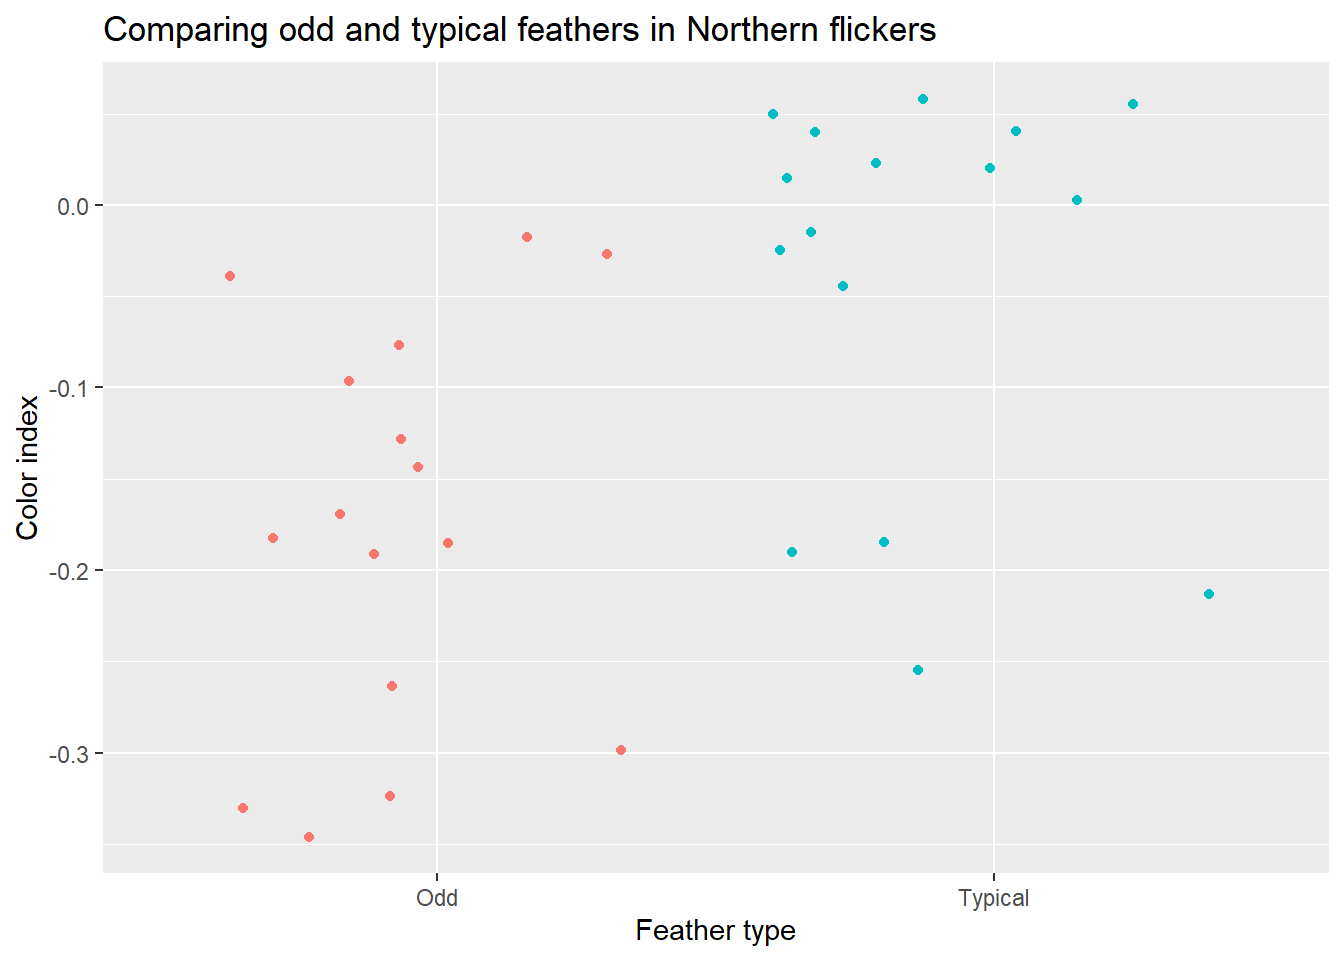 Comparing odd and typical feathers in Northern flickers
0.0
-0.1
-0.2
-0.3
Color index
Odd
Typical
Feather type